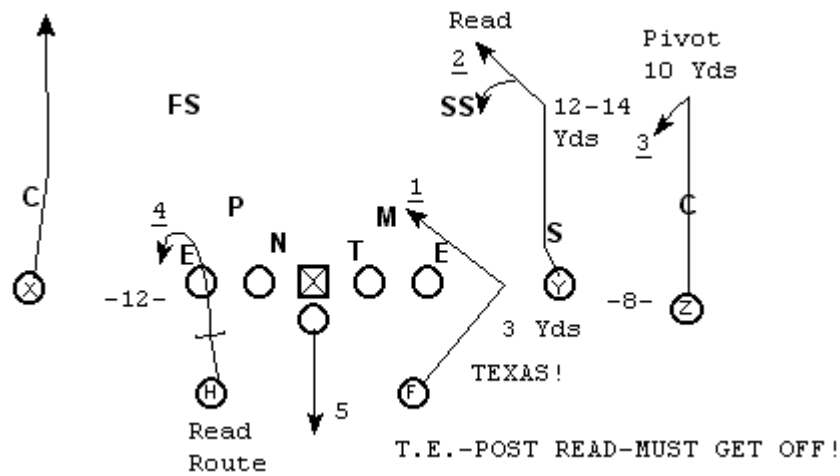 Read
2
Pivot
10 Yds
FS
SS
12-14
Yds
3
1
C
4
P
M
C
N
S
E
T
E
X
-12-
X
Y
-8-
Z
3 Yds
TEXAS!
H
F
5
Read
Route
T.E.-POST READ-MUST GET OFF!